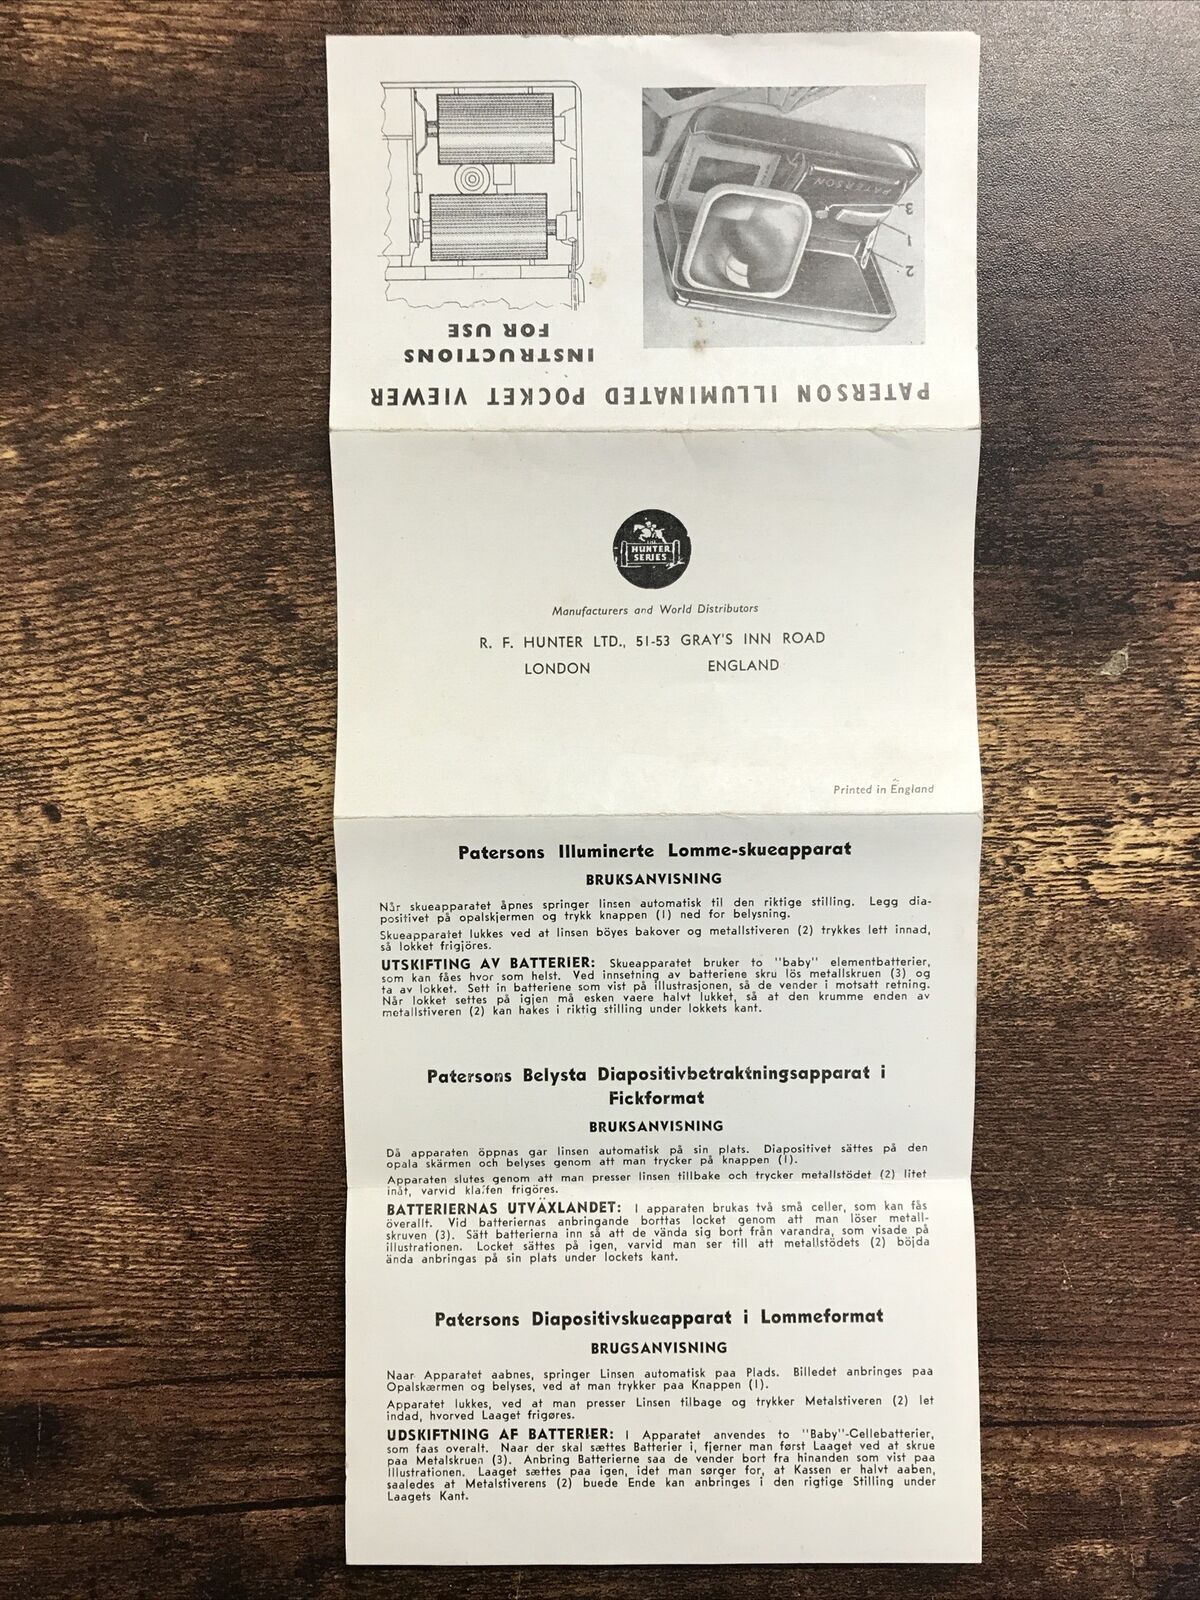 PATERSON ILLUMINATED POCKET VIEWER
INSTRUCTIONS
FOR USE
PATERSON
3
1
2
THE
HUNTER
SERIES
Manufacturers and World Distributors
R. F. HUNTER LTD., 51-53 GRAY'S INN ROAD
LONDON ENGLAND
Printed in England
Patersons Illuminerte Lomme-skueapparat
BRUKSANVISNING
Når skueapparatet åpnes springer linsen automatisk til den riktige stilling. Legg dia-
positivet på opalskjermen og trykk knappen (1) ned for belysning.
Skueapparatet lukkes ved at linsen böyes bakover og metallstiveren (2) trykkes lett innad,
så lokket frigjöres.
UTSKIFTING AV BATTERIER: Skueapparatet bruker to "baby" elementbatterier,
som kan fåes hvor som helst. Ved innsetning av batteriene skru lös metallskruen (3) og
ta av lokket. Sett in batteriene som vist på illustrasjonen, så de vender i motsatt retning.
Når lokket settes på igjen må esken vaere halvt lukket, så at den krumme enden av
metallstiveren (2) kan hakes i riktig stilling under lokkets kant.
Patersons Belysta Diapositivbetraktningsapparat i
Fickformat
BRUKSANVISNING
Då apparaten öppnas gar linsen automatisk på sin plats. Diapositivet sättes på den
opala skärmen och belyses genom att man trycker på knappen (1).
Apparaten slutes genom att man presser linsen tillbake och trycker metallstödet (2) litet
inåt, varvid klaffen frigöres.
BATTERIERNAS UTVÄXLANDET: I apparaten brukas två små celler, som kan fås
överallt. Vid batteriernas anbringande borttas locket genom att man löser metall-
skruven (3). Sätt batterierna inn så att de vända sig bort från varandra, som visade på
illustrationen. Locket sättes på igen, varvid man ser till att metallstödets (2) böjda
ända anbringas på sin plats under lockets kant.
Patersons Diapositivskueapparat i Lommeformat
BRUGSANVISNING
Naar Apparatet aabnes, springer Linsen automatisk paa Plads. Billedet anbringes paa
Opalskærmen og belyses, ved at man trykker paa Knappen (1).
Apparatet lukkes, ved at man presser Linsen tilbage og trykker Metalstiveren (2) let
indad, hvorved Laaget frigøres.
UDSKIFTNING AF BATTERIER: I Apparatet anvendes to "Baby"-Cellebatterier,
som faas overalt. Naar der skal sættes Batterier i, fjerner man først Laaget ved at skrue
paa Metalskruen (3). Anbring Batterierne saa de vender bort fra hinanden som vist paa
Illustrationen. Laaget sættes paa igen, idet man sørger for, at Kassen er halvt aaben,
saaledes at Metalstiverens (2) buede Ende kan anbringes i den rigtige Stilling under
Laagets Kant.